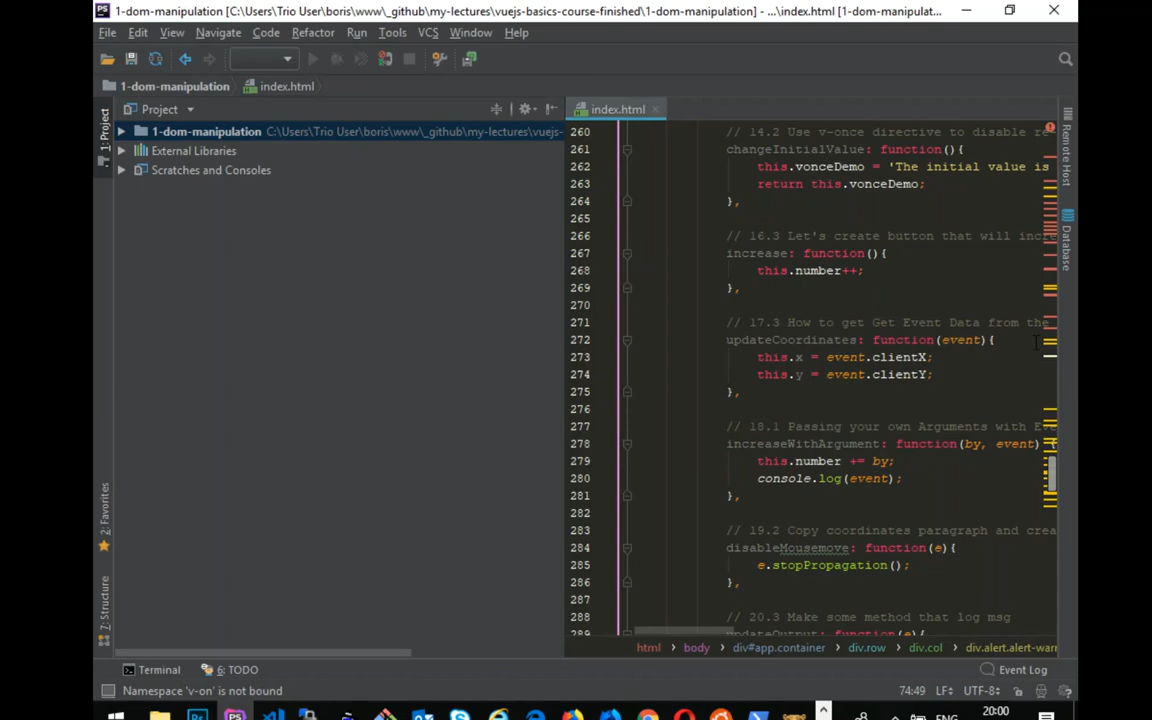 1-dom-manipulation [C:\Users\Trio User\boris\www\_github\my-lectures\vuejs-basics-course-finished\1-dom-manipulation] - ...\index.html [1-dom-manipulat...
File Edit View Navigate Code Refactor Run Tools VCS Window Help
1-dom-manipulation index.html
1: Project
Project
index.html
1-dom-manipulation C:\Users\Trio User\boris\www\_github\my-lectures\vuejs-
External Libraries
Scratches and Consoles
260 // 14.2 Use v-once directive to disable re
261 changeInitialValue: function(){
262 this.vonceDemo = 'The initial value is
263 return this.vonceDemo;
264 },
265
266 // 16.3 Let's create button that will incre
267 increase: function(){
268 this.number++;
269 },
270
271 // 17.3 How to get Get Event Data from the
272 updateCoordinates: function(event){
273 this.x = event.clientX;
274 this.y = event.clientY;
275 },
276
277 // 18.1 Passing your own Arguments with Eve
278 increaseWithArgument: function(by, event) {
279 this.number += by;
280 console.log(event);
281 },
282
283 // 19.2 Copy coordinates paragraph and crea
284 disableMousemove: function(e){
285 e.stopPropagation();
286 },
287
288 // 20.3 Make some method that log msg
289 updateOutput: function(e){
Remote Host
Database
2: Favorites
7: Structure
html body div#app.container div.row div.col div.alert.alert-warn
Terminal 6: TODO Event Log
Namespace 'v-on' is not bound 74:49 LF÷ UTF-8÷
ENG 20:00